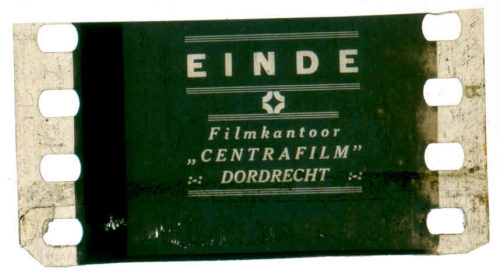 EINDE
Filmkantoor
„CENTRAFILM”
:-: DORDRECHT :-: